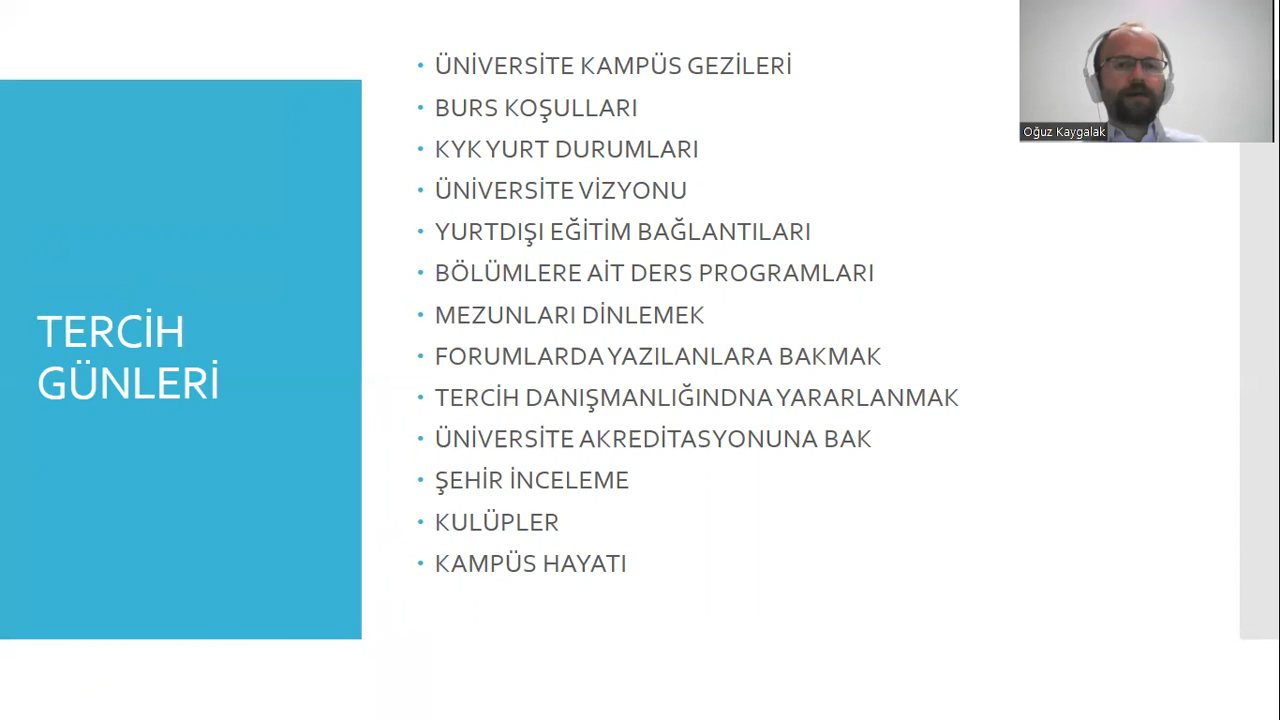 TERCİH
GÜNLERİ
ÜNİVERSİTE KAMPÜS GEZİLERİ
BURS KOŞULLARI
KYK YURT DURUMLARI
ÜNİVERSİTE VİZYONU
YURTDIŞI EĞİTİM BAĞLANTILARI
BÖLÜMLERE AİT DERS PROGRAMLARI
MEZUNLARI DİNLEMEK
FORUMLARDA YAZILANLARA BAKMAK
TERCİH DANIŞMANLIĞINDNA YARARLANMAK
ÜNİVERSİTE AKREDİTASYONUNA BAK
ŞEHİR İNCELEME
KULÜPLER
KAMPÜS HAYATI
Oğuz Kaygalak